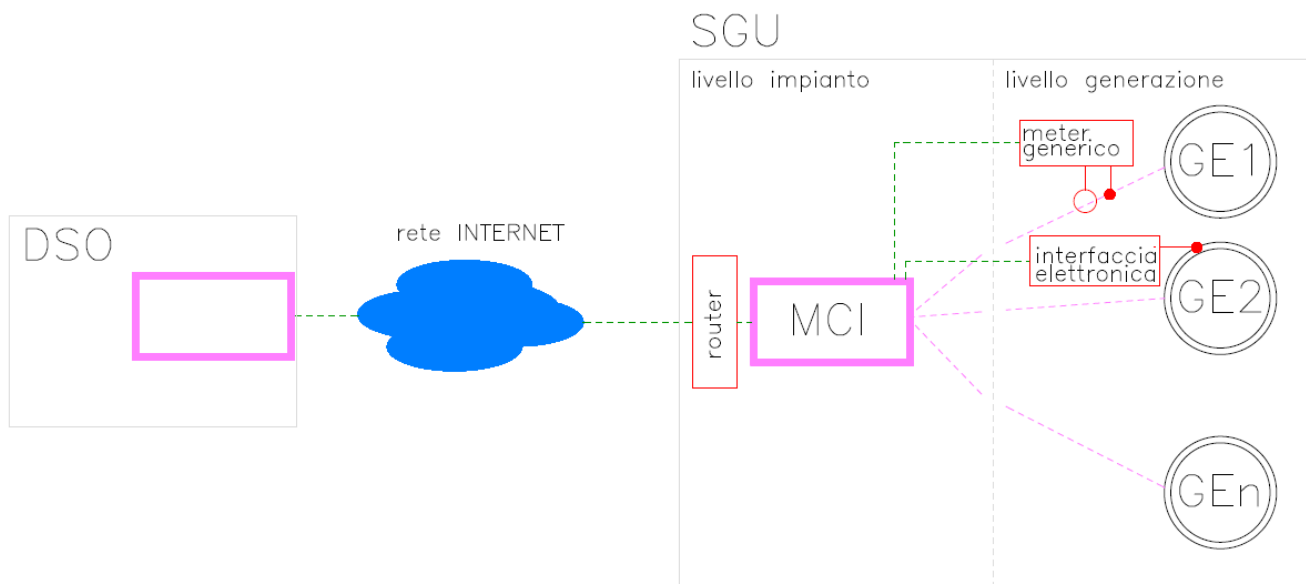 SGU
livello impianto
livello generazione
meter.
generico
GE1
DSO
rete INTERNET
interfaccia
elettronica
GE2
router
MCI
GEn